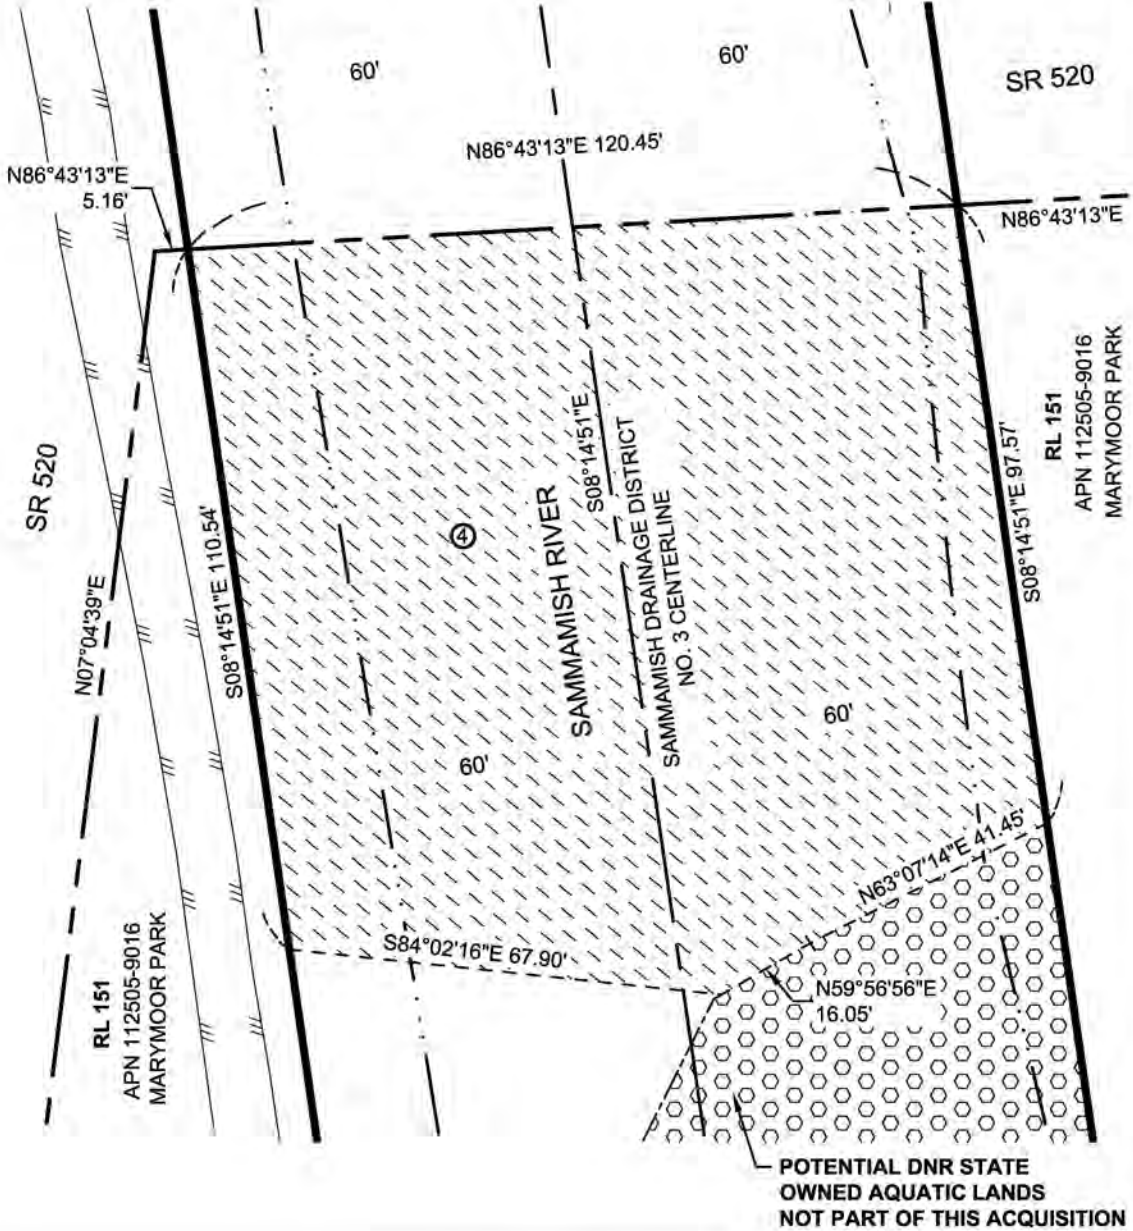 60'
60'
SR 520
N86°43'13"E 120.45'
N86°43'13"E
5.16'
N86°43'13"E
SR 520
N07°04'39"E
S08°14'51"E 110.54'
④
SAMMAMISH RIVER
S08°14'51"E
SAMMAMISH DRAINAGE DISTRICT
NO. 3 CENTERLINE
S08°14'51"E 97.57'
RL 151
APN 112505-9016
MARYMOOR PARK
60'
60'
N63°07'14"E 41.45'
S84°02'16"E 67.90'
N59°56'56"E
16.05'
RL 151
APN 112505-9016
MARYMOOR PARK
POTENTIAL DNR STATE
OWNED AQUATIC LANDS
NOT PART OF THIS ACQUISITION